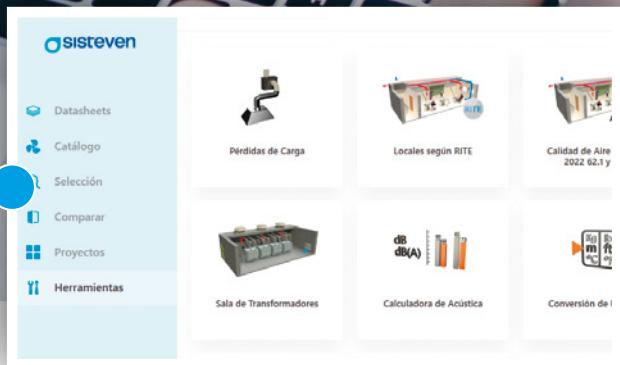 sisteven
Datasheets
Catálogo
Selección
Comparar
Proyectos
Herramientas
Pérdidas de Carga
RITE
Locales según RITE
Calidad de Aire
2022 62.1 y
Sala de Transformadores
dB
dB(A)
Calculadora de Acústica
m ft
°C
Conversión de